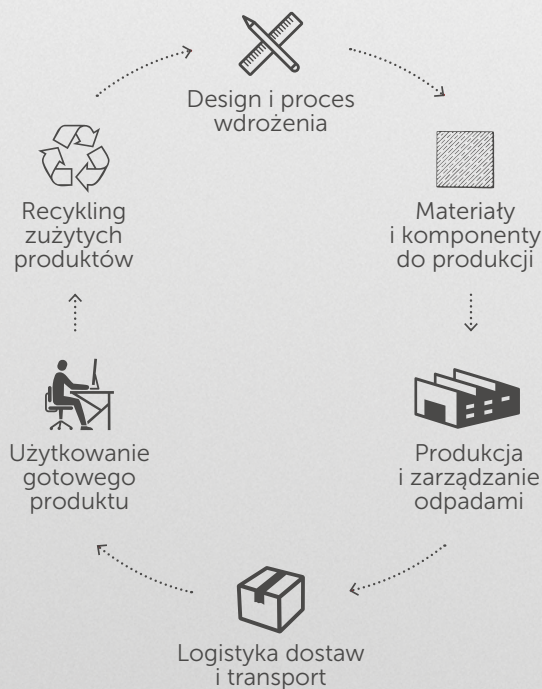 Design i proces
wdrożenia
Materiały
i komponenty
do produkcji
Produkcja
i zarządzanie
odpadami
Logistyka dostaw
i transport
Użytkowanie
gotowego
produktu
Recykling
zużytych
produktów